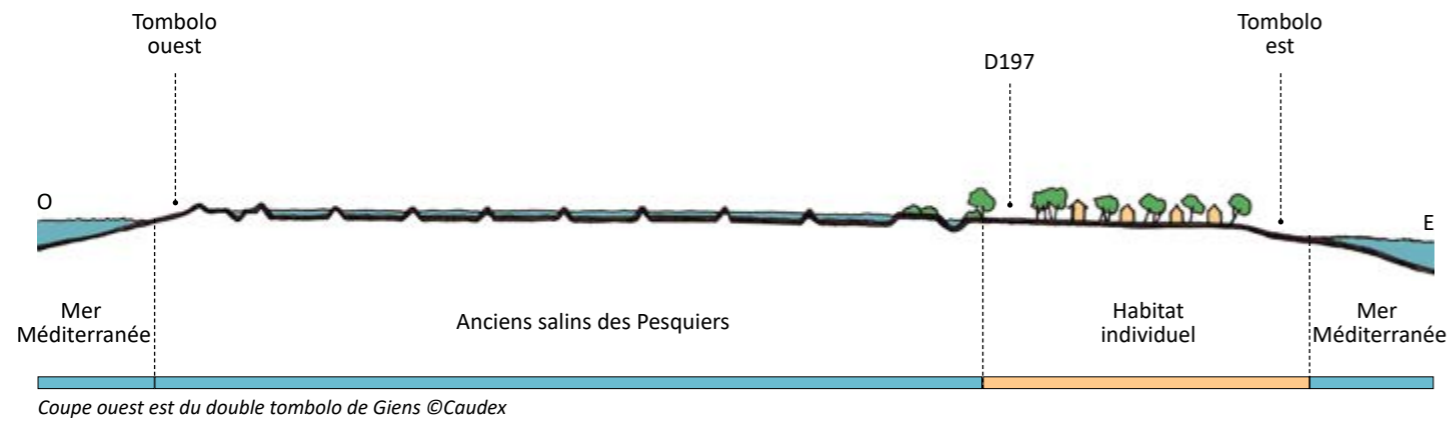 Tombolo
ouest
D197
Tombolo
est
O
E
Mer
Méditerranée
Anciens salins des Pesquiers
Habitat
individuel
Mer
Méditerranée
Coupe ouest est du double tombolo de Giens ©Caudex